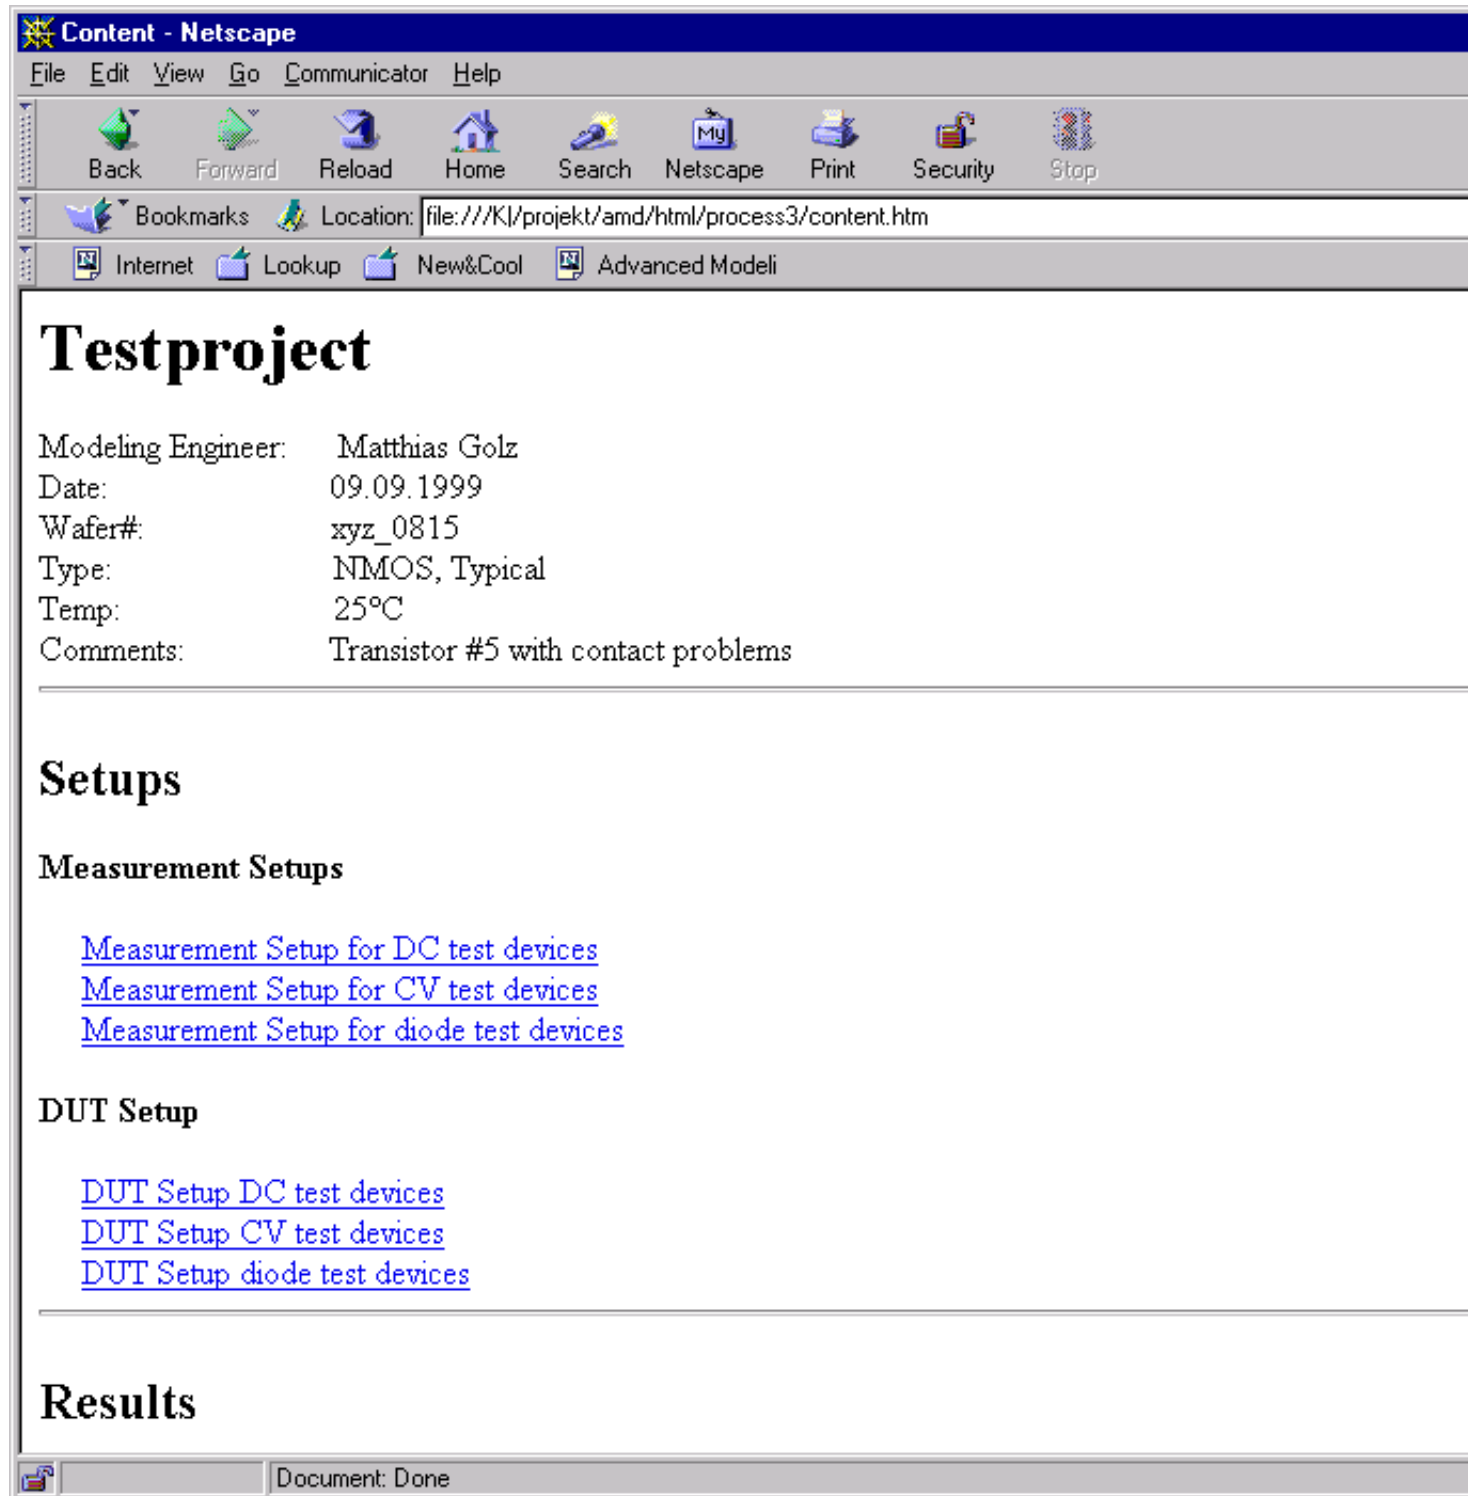 Content - Netscape
File Edit View Go Communicator Help
My
Back Forward Reload Home Search Netscape Print Security Stop
Bookmarks Location: file:///K|/projekt/amd/html/process3/content.htm
Internet Lookup New&Cool Advanced Modeli
Testproject
Modeling Engineer: Matthias Golz
Date: 09.09.1999
Wafer#: xyz_0815
Type: NMOS, Typical
Temp: 25°C
Comments: Transistor #5 with contact problems
Setups
Measurement Setups
Measurement Setup for DC test devices
Measurement Setup for CV test devices
Measurement Setup for diode test devices
DUT Setup
DUT Setup DC test devices
DUT Setup CV test devices
DUT Setup diode test devices
Results
Document: Done